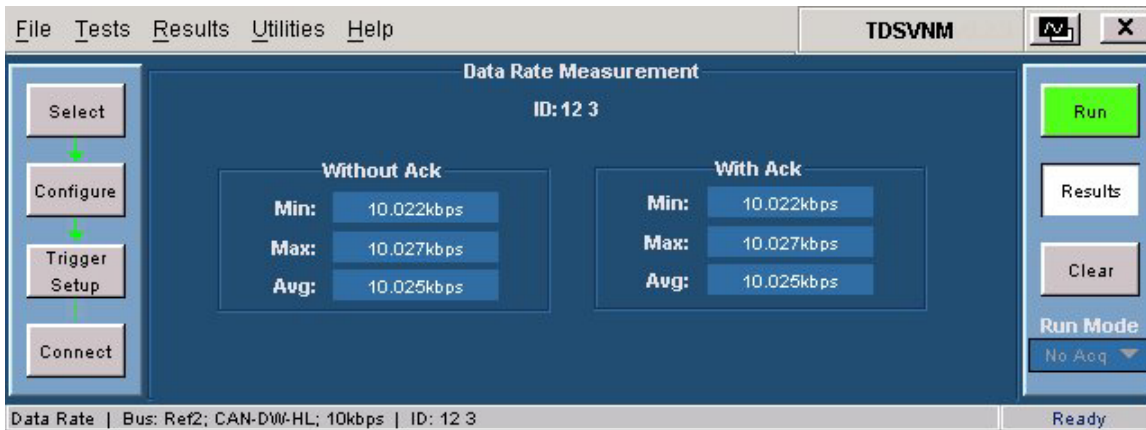 File Tests Results Utilities Help
TDSVNM
X
Select
Configure
Trigger
Setup
Connect
Data Rate Measurement
ID: 12 3
Without Ack
Min: 10.022kbps
Max: 10.027kbps
Avg: 10.025kbps
With Ack
Min: 10.022kbps
Max: 10.027kbps
Avg: 10.025kbps
Run
Results
Clear
Run Mode
No Acq
Data Rate | Bus: Ref2; CAN-DW-HL; 10kbps | ID: 12 3
Ready